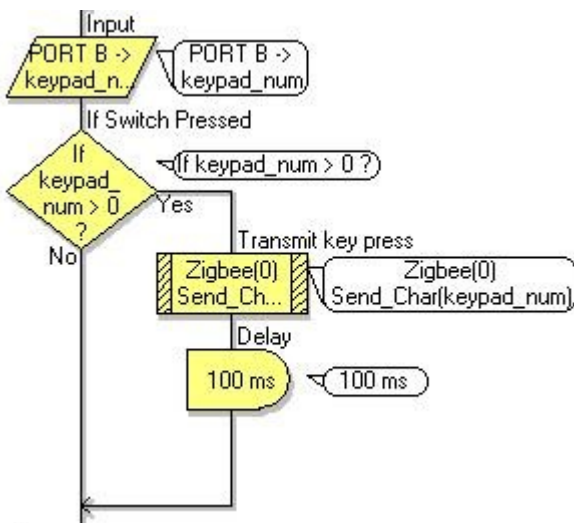 Input
PORT B ->
keypad_n...
PORT B ->
keypad_num
If Switch Pressed
If
keypad_
num > 0
?
If keypad_num > 0 ?
Yes
No
Transmit key press
Zigbee(0)
Send_Ch...
Zigbee(0)
Send_Char(keypad_num)
Delay
100 ms
100 ms